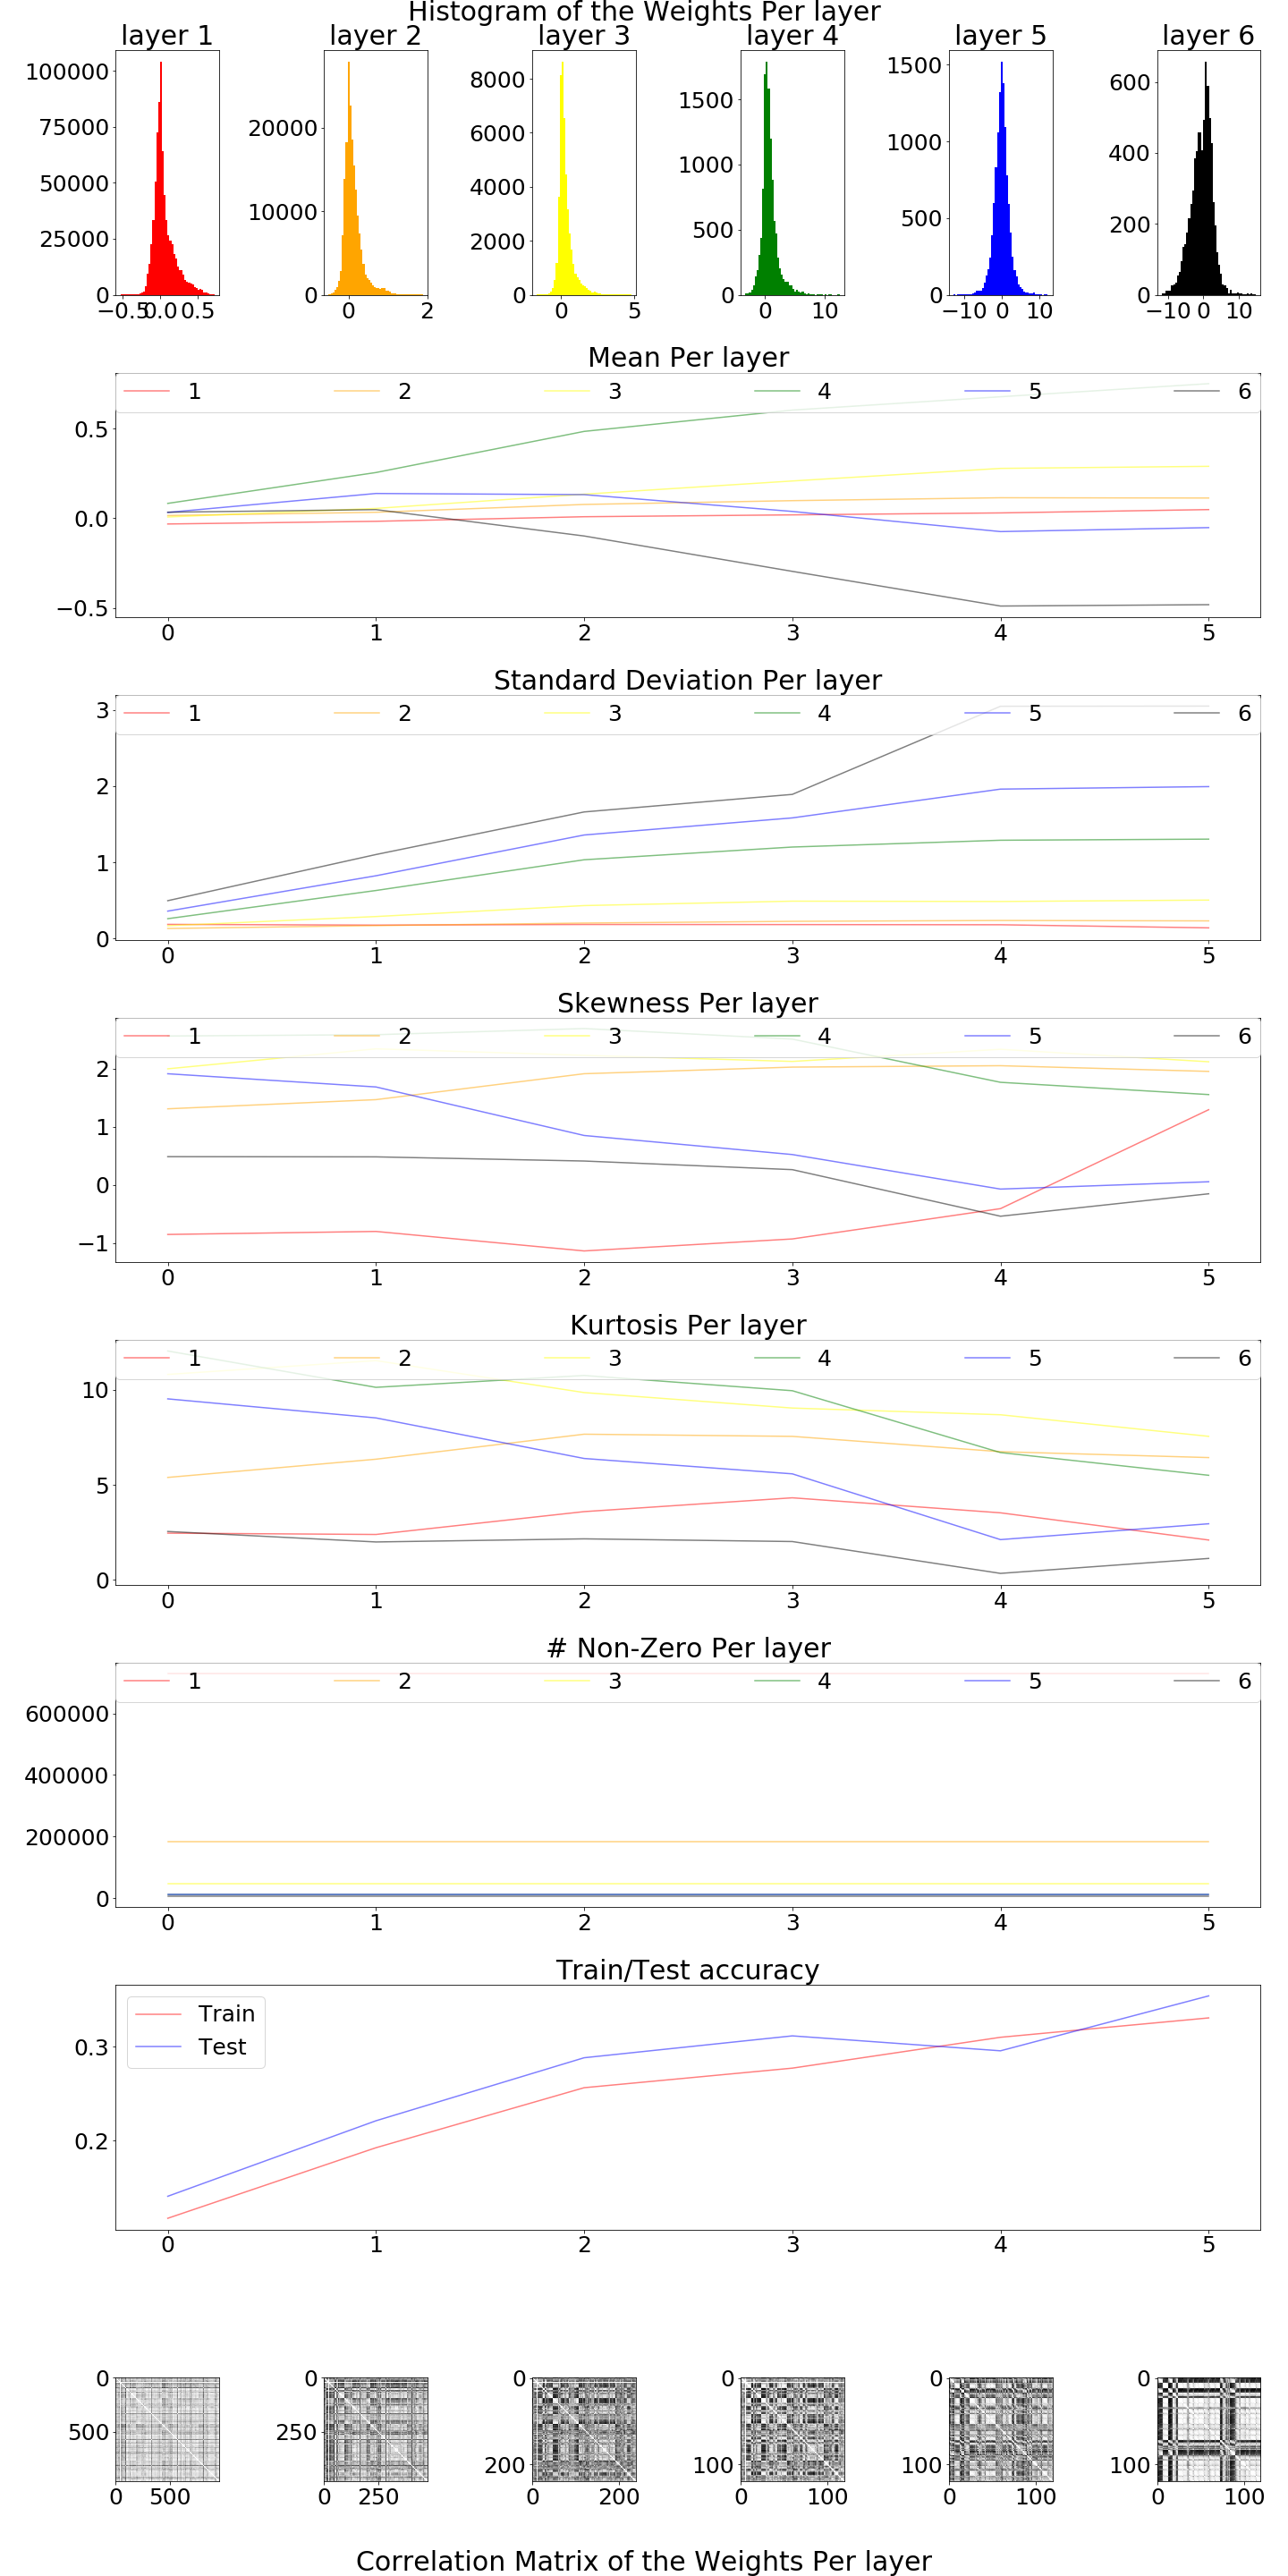 Histogram of the Weights Per layer
layer 1 layer 2 layer 3 layer 4 layer 5 layer 6
100000
75000
50000
25000
0
−0.5 0.0 0.5
20000
10000
0
0 2
8000
6000
4000
2000
0
0 5
1500
1000
500
0
0 10
1500
1000
500
0
−10 0 10
600
400
200
0
−10 0 10
Mean Per layer
1 2 3 4 5 6
0.5
0.0
−0.5
0 1 2 3 4 5
Standard Deviation Per layer
1 2 3 4 5 6
3
2
1
0
0 1 2 3 4 5
Skewness Per layer
1 2 3 4 5 6
2
1
0
−1
0 1 2 3 4 5
Kurtosis Per layer
1 2 3 4 5 6
10
5
0
0 1 2 3 4 5
# Non-Zero Per layer
1 2 3 4 5 6
600000
400000
200000
0
0 1 2 3 4 5
Train/Test accuracy
Train
Test
0.3
0.2
0 1 2 3 4 5
0
500
0 500
0
250
0 250
0
200
0 200
0
100
0 100
0
100
0 100
0
100
0 100
Correlation Matrix of the Weights Per layer